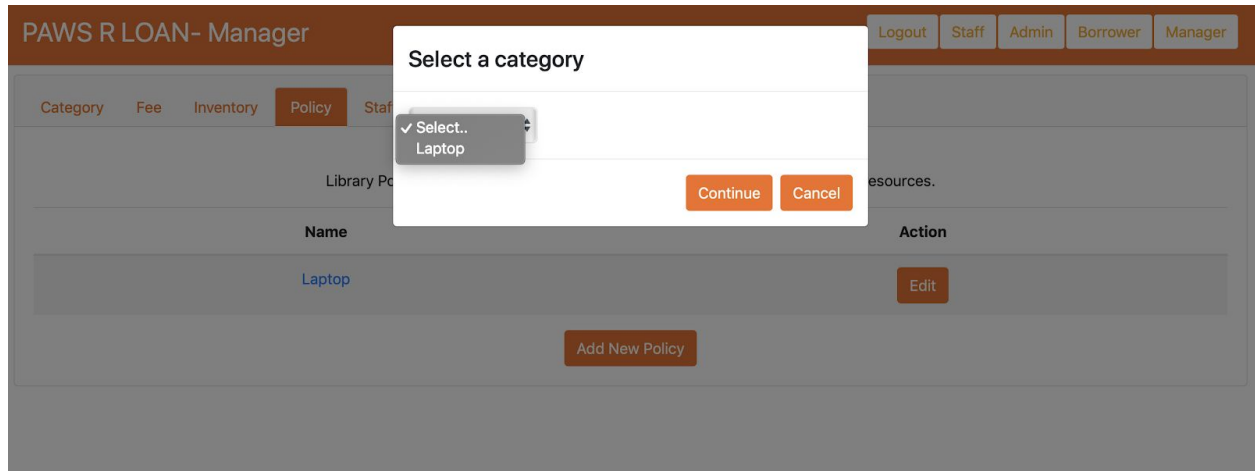 PAWS R LOAN- Manager
Logout Staff Admin Borrower Manager
Select a category
Category Fee Inventory Policy Staf
✓ Select..
Laptop
Library Po
esources.
Continue Cancel
Name Action
Laptop Edit
Add New Policy